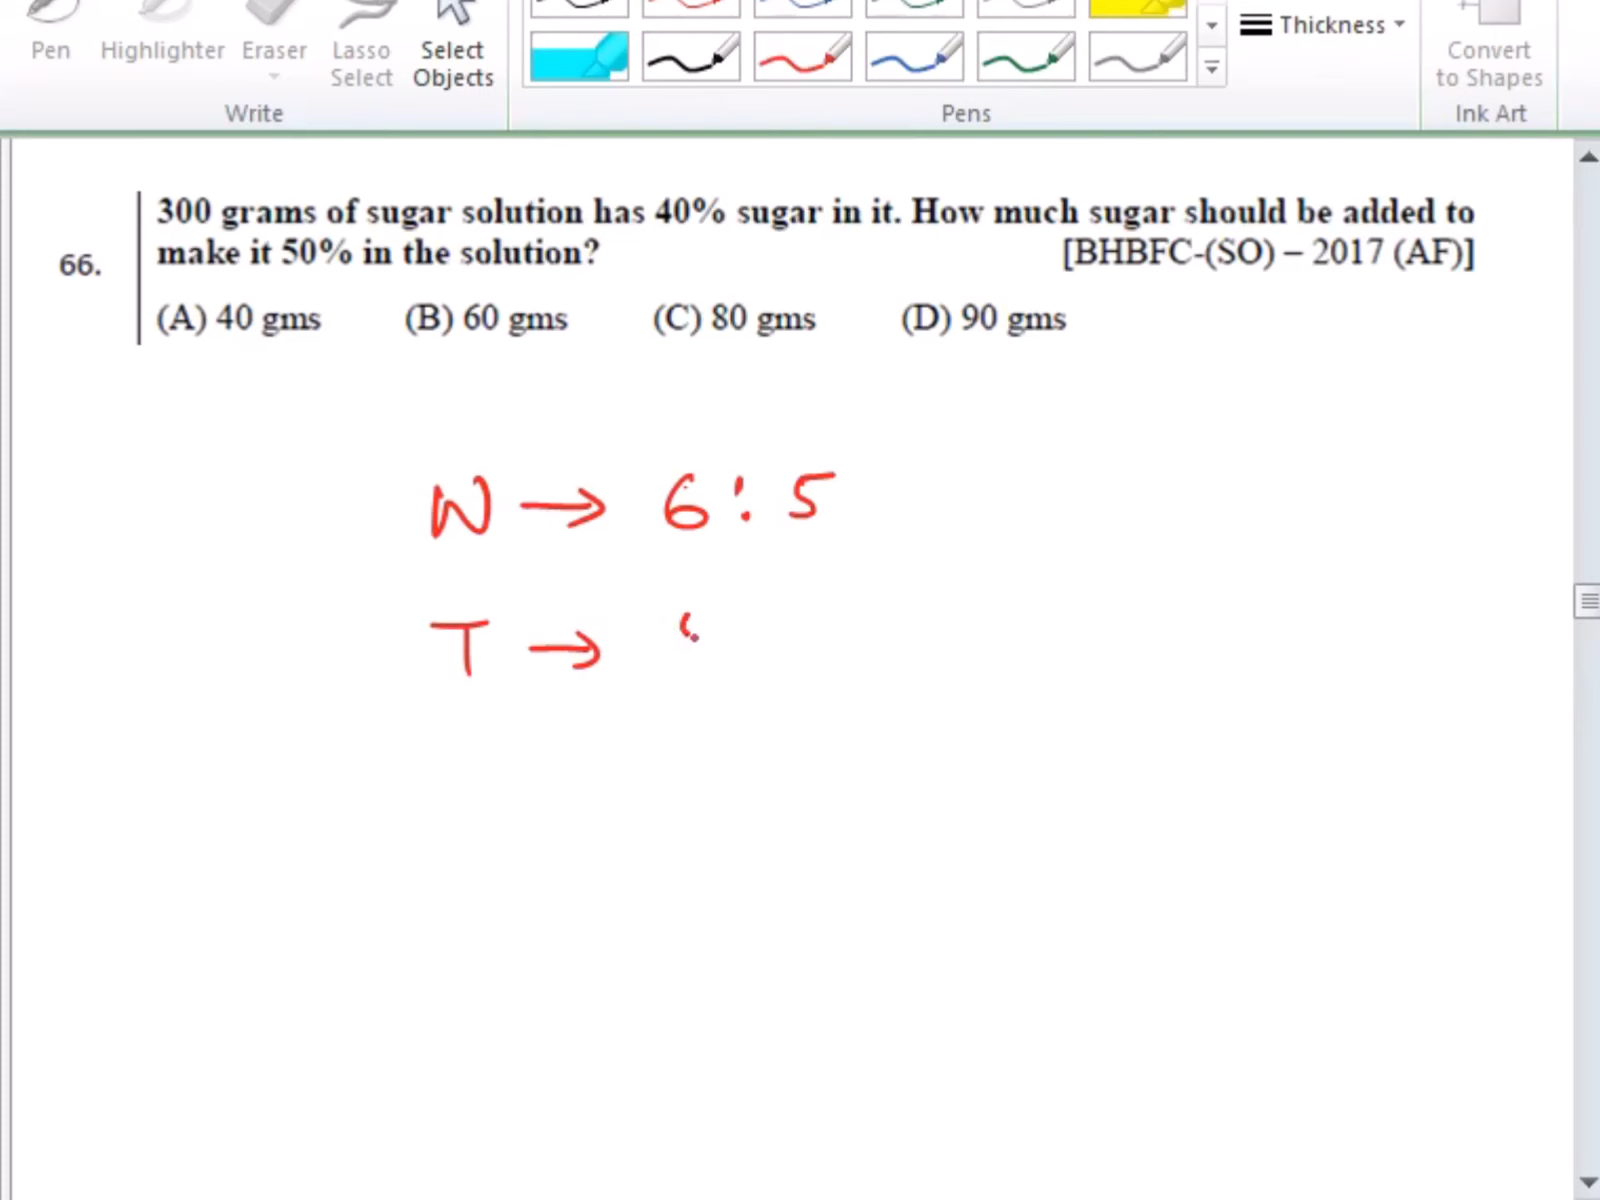 Pen Highlighter Eraser Lasso Select Select Objects
Thickness
Convert to Shapes
Write Pens Ink Art
66.
300 grams of sugar solution has 40% sugar in it. How much sugar should be added to
make it 50% in the solution? [BHBFC-(SO) – 2017 (AF)]
(A) 40 gms (B) 60 gms (C) 80 gms (D) 90 gms
W → 6 : 5
T →